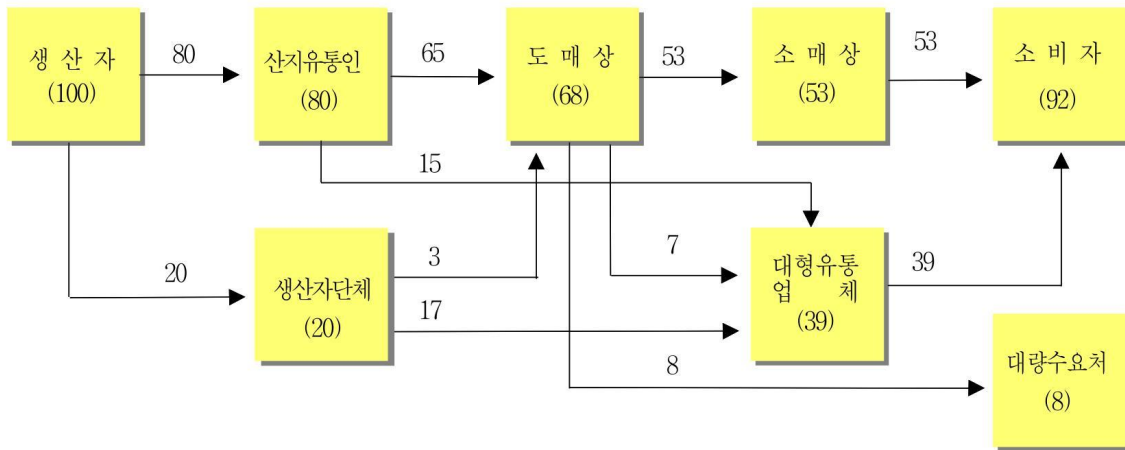 생 산 자
(100)
80
산지유통인
(80)
65
도 매 상
(68)
53
소 매 상
(53)
53
소 비 자
(92)
15
20
생산자단체
(20)
3
17
7
8
대형유통
업 체
(39)
39
대량수요처
(8)